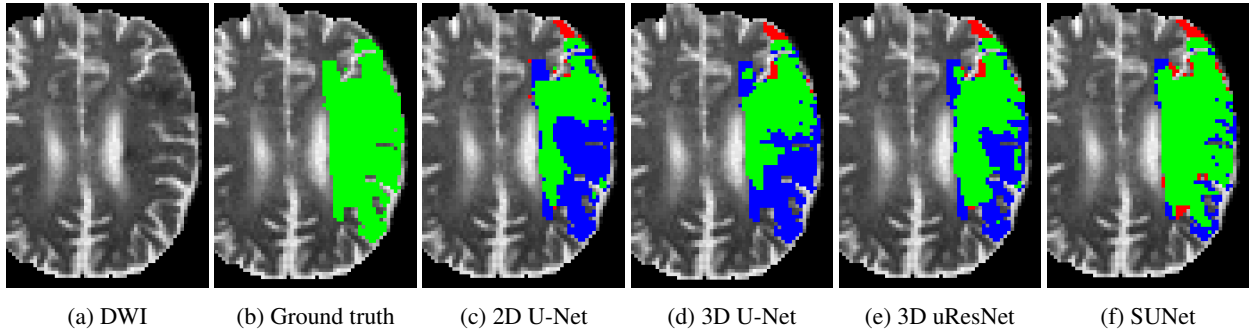 (a) DWI
(b) Ground truth
(c) 2D U-Net
(d) 3D U-Net
(e) 3D uResNet
(f) SUNet